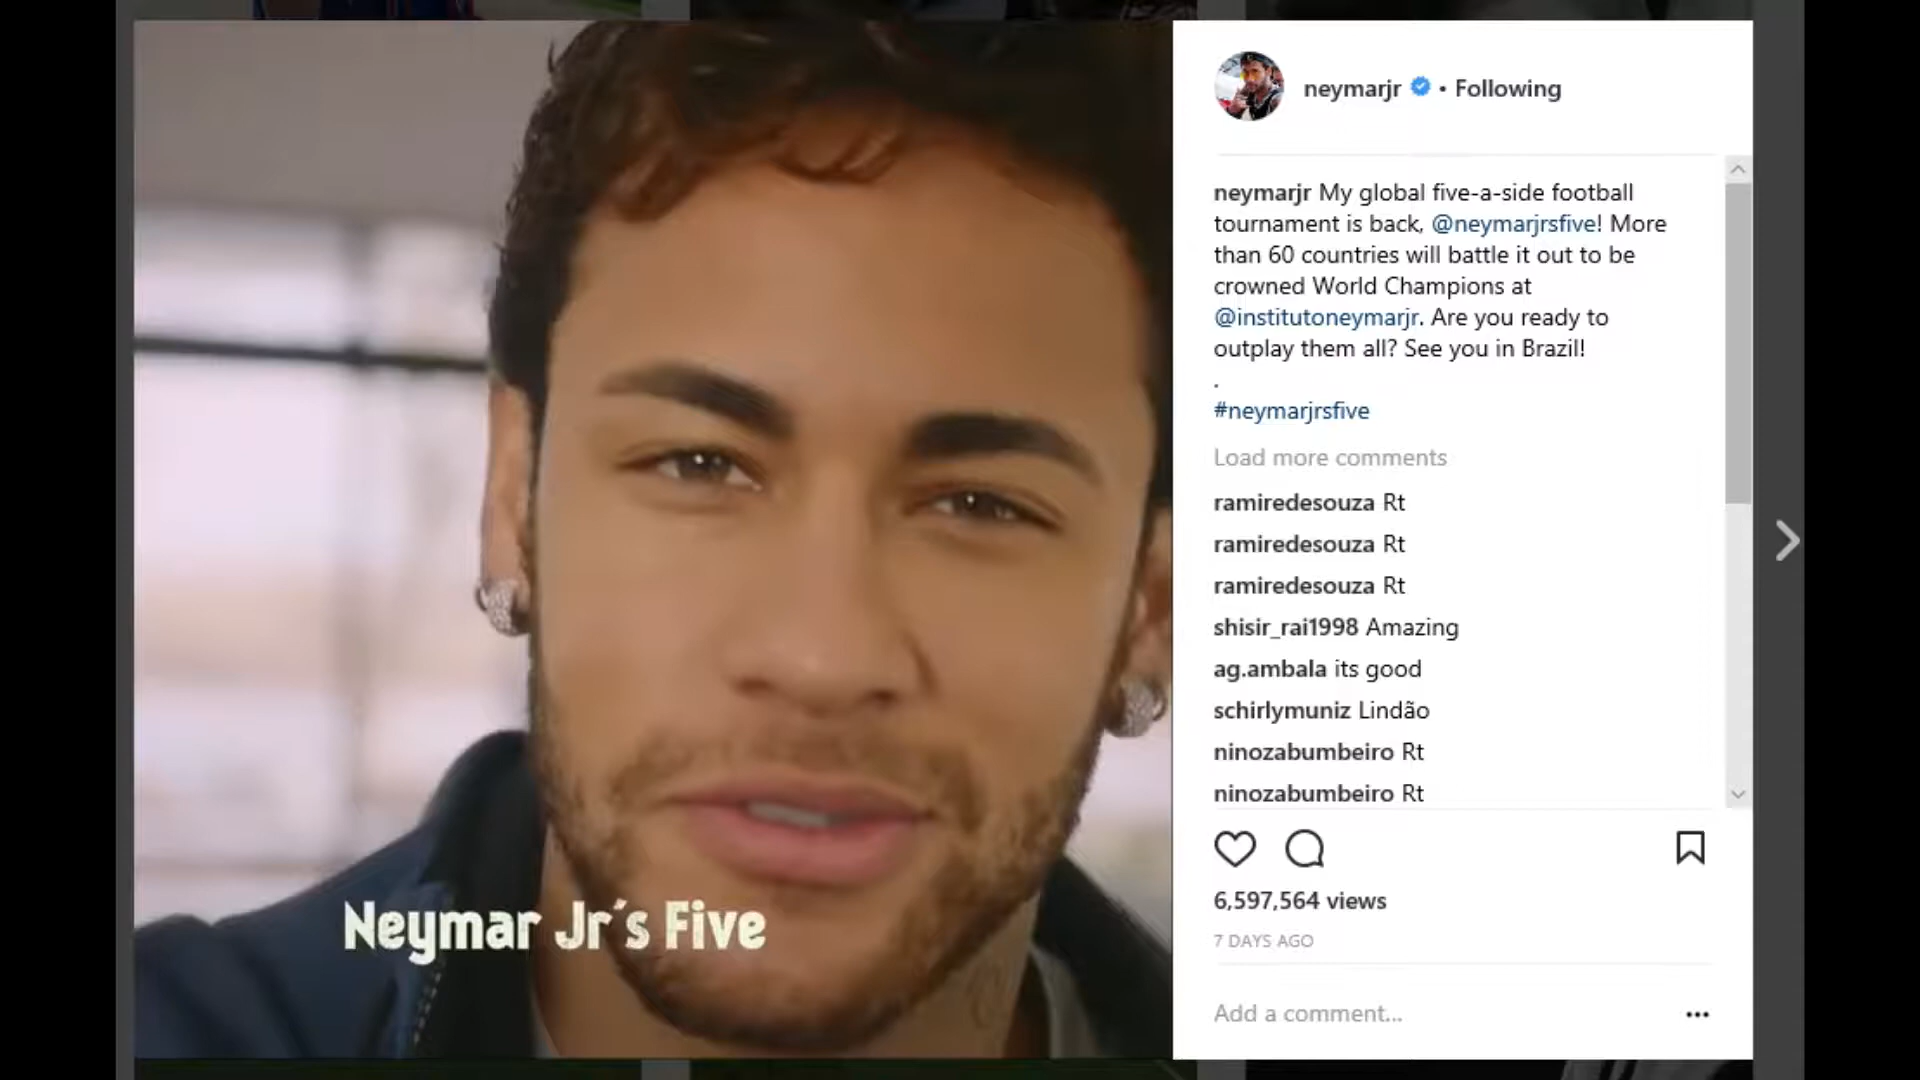 neymarjr • Following
neymarjr My global five-a-side football
tournament is back, @neymarjrsfive! More
than 60 countries will battle it out to be
crowned World Champions at
@institutoneymarjr. Are you ready to
outplay them all? See you in Brazil!
.
#neymarjrsfive
Load more comments
ramiredesouza Rt
ramiredesouza Rt
ramiredesouza Rt
shisir_rai1998 Amazing
ag.ambala its good
schirlymuniz Lindão
ninozabumbeiro Rt
ninozabumbeiro Rt
6,597,564 views
7 DAYS AGO
Add a comment...
Neymar Jr´s Five